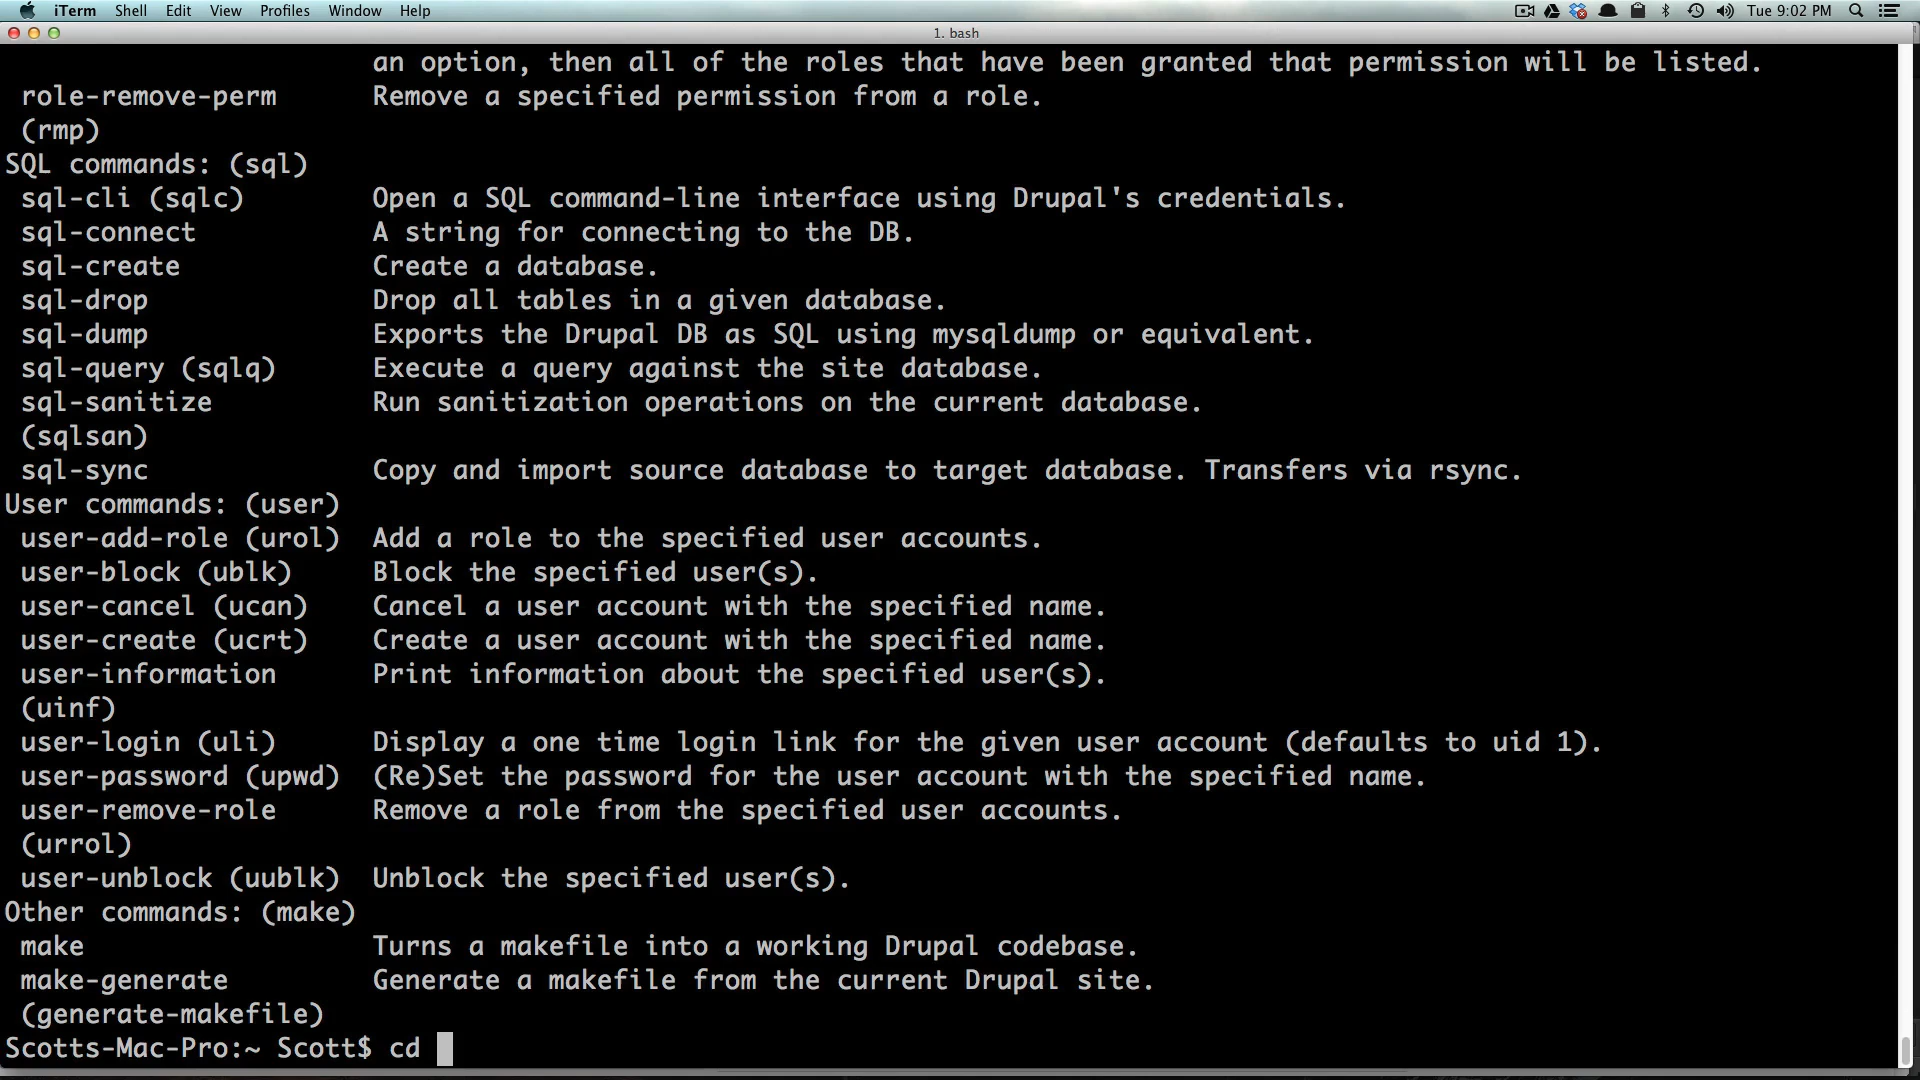 iTerm Shell Edit View Profiles Window Help Tue 9:02 PM
1. bash
an option, then all of the roles that have been granted that permission will be listed.
role-remove-perm Remove a specified permission from a role.
(rmp)
SQL commands: (sql)
sql-cli (sqlc) Open a SQL command-line interface using Drupal's credentials.
sql-connect A string for connecting to the DB.
sql-create Create a database.
sql-drop Drop all tables in a given database.
sql-dump Exports the Drupal DB as SQL using mysqldump or equivalent.
sql-query (sqlq) Execute a query against the site database.
sql-sanitize Run sanitization operations on the current database.
(sqlsan)
sql-sync Copy and import source database to target database. Transfers via rsync.
User commands: (user)
user-add-role (urol) Add a role to the specified user accounts.
user-block (ublk) Block the specified user(s).
user-cancel (ucan) Cancel a user account with the specified name.
user-create (ucrt) Create a user account with the specified name.
user-information Print information about the specified user(s).
(uinf)
user-login (uli) Display a one time login link for the given user account (defaults to uid 1).
user-password (upwd) (Re)Set the password for the user account with the specified name.
user-remove-role Remove a role from the specified user accounts.
(urrol)
user-unblock (uublk) Unblock the specified user(s).
Other commands: (make)
make Turns a makefile into a working Drupal codebase.
make-generate Generate a makefile from the current Drupal site.
(generate-makefile)
Scotts-Mac-Pro:~ Scott$ cd